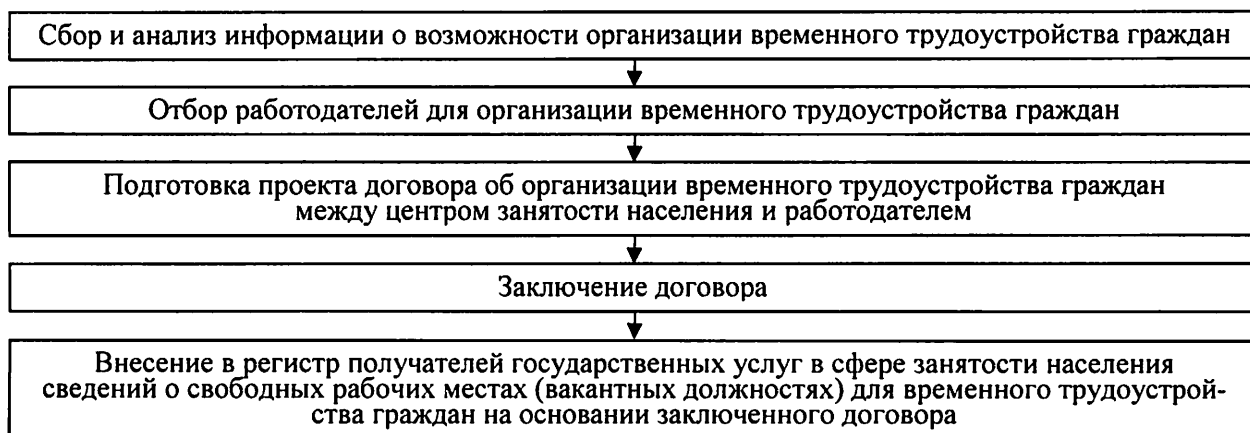 Сбор и анализ информации о возможности организации временного трудоустройства граждан
Отбор работодателей для организации временного трудоустройства граждан
Подготовка проекта договора об организации временного трудоустройства граждан
между центром занятости населения и работодателем
Заключение договора
Внесение в регистр получателей государственных услуг в сфере занятости населения
сведений о свободных рабочих местах (вакантных должностях) для временного трудоустрой-
ства граждан на основании заключенного договора